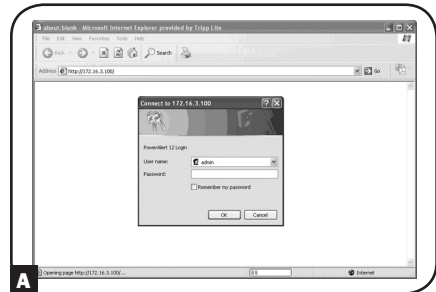 about:blank - Microsoft Internet Explorer provided by Tripp Lite
File Edit View Favorites Tools Help
Back Search
Address http://172.16.3.100/ Go
Connect to 172.16.3.100
PowerAlert 12 Login
User name: admin
Password:
Remember my password
OK Cancel
Opening page http://172.16.3.100/... Internet
A